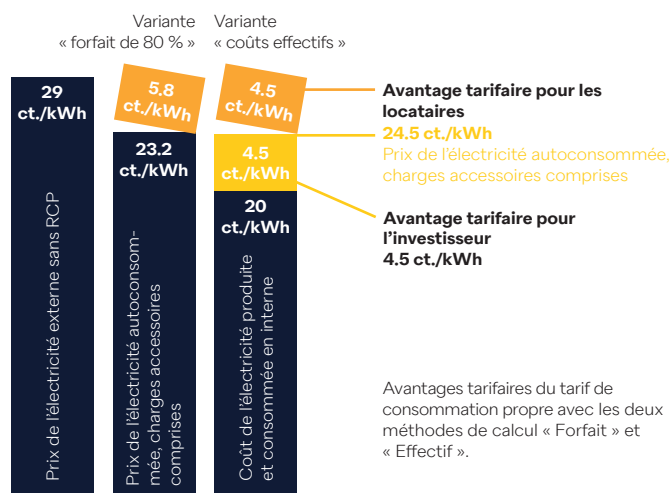 Variante
« forfait de 80 % »
Variante
« coûts effectifs »
29
ct./kWh
Prix de l'électricité externe sans RCP
5.8
ct./kWh
23.2
ct./kWh
Prix de l'électricité autoconsom-
mée, charges accessoires
comprises
4.5
ct./kWh
4.5
ct./kWh
20
ct./kWh
Coût de l'électricité produite
et consommée en interne
Avantage tarifaire pour les
locataires
24.5 ct./kWh
Prix de l'électricité autoconsommée,
charges accessoires comprises
Avantage tarifaire pour
l'investisseur
4.5 ct./kWh
Avantages tarifaires du tarif de
consommation propre avec les deux
méthodes de calcul « Forfait » et
« Effectif ».